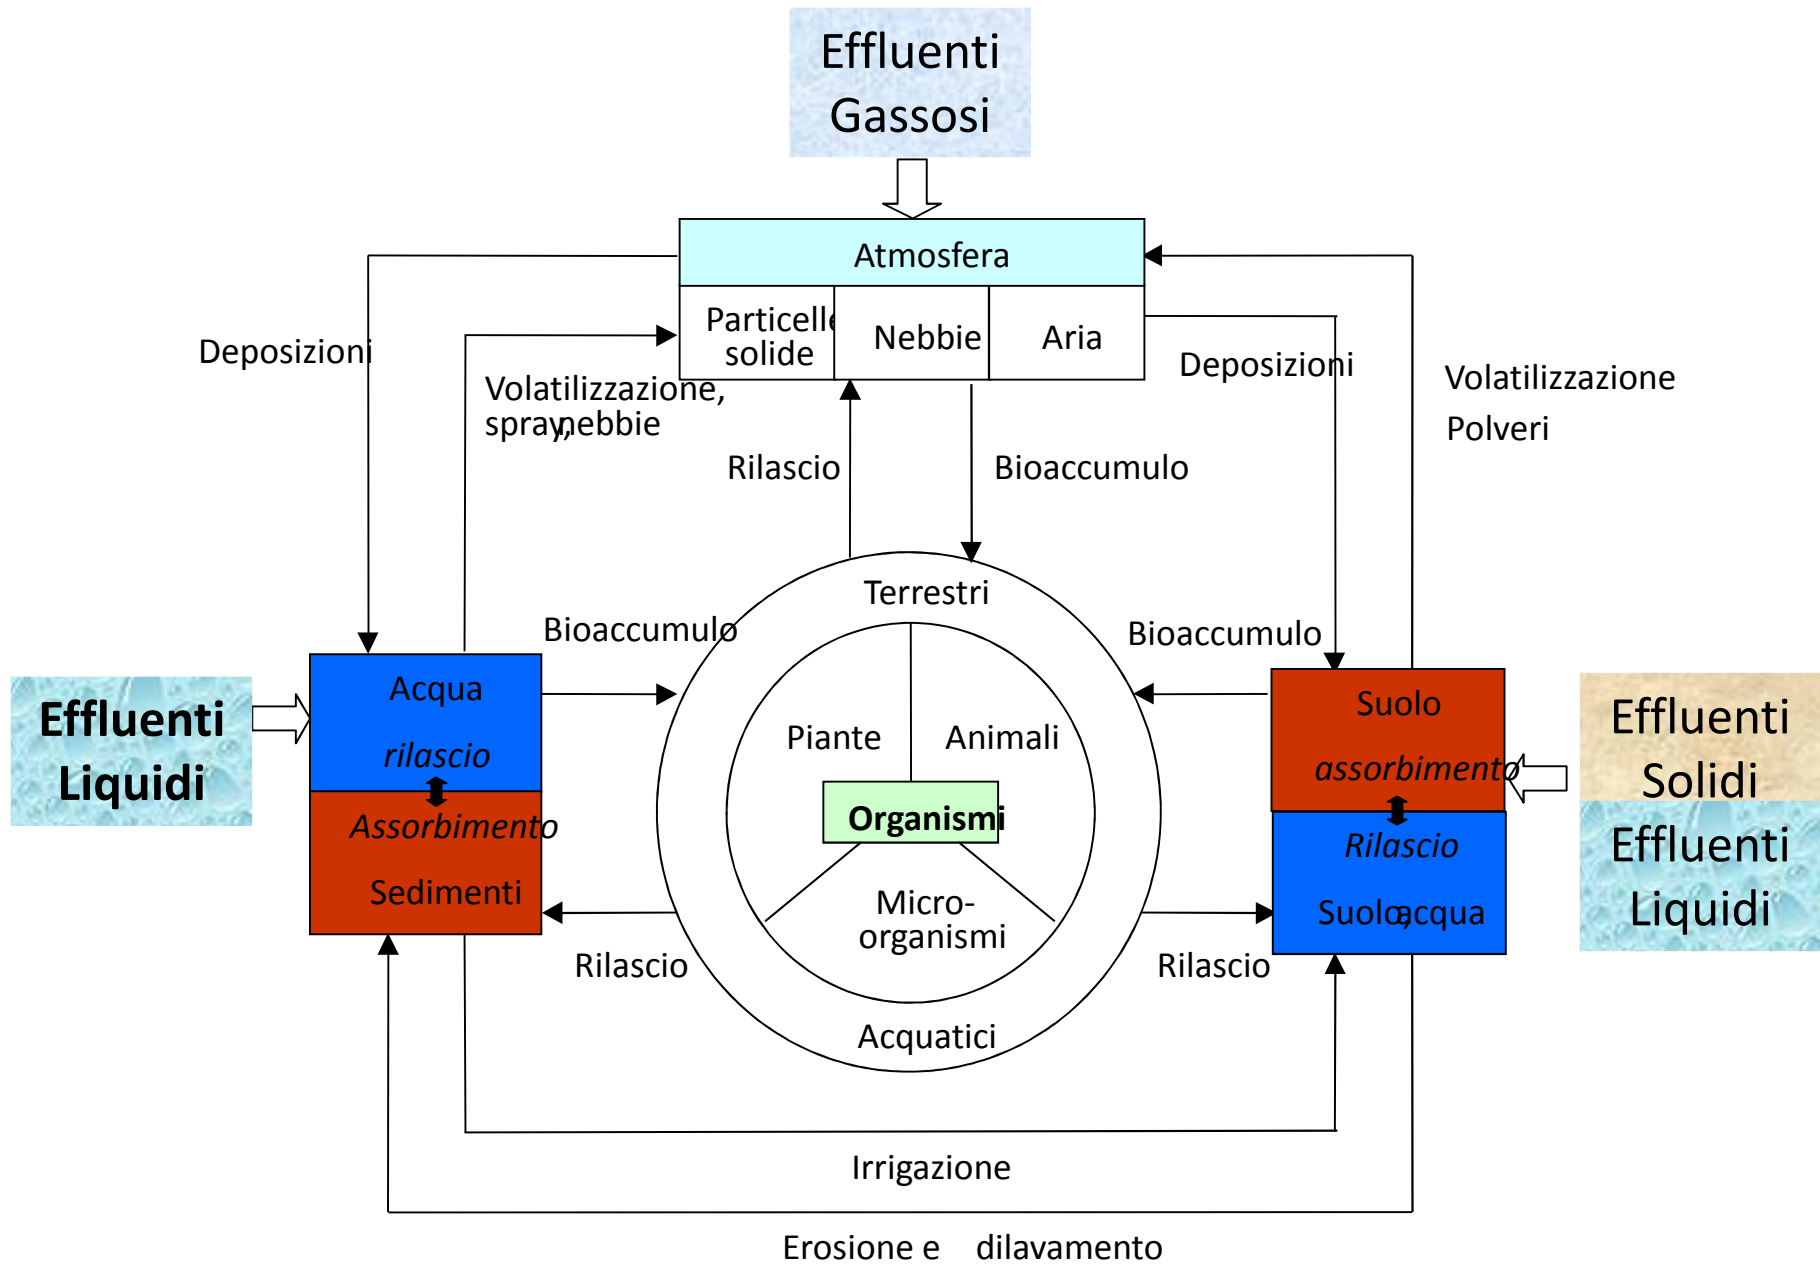 Effluenti
Gassosi
Atmosfera
Particelle
solide
Nebbie
Aria
Deposizioni
Volatilizzazione,
spray, nebbie
Deposizioni
Volatilizzazione
Polveri
Rilascio
Bioaccumulo
Terrestri
Bioaccumulo
Bioaccumulo
Effluenti
Liquidi
Acqua
rilascio
Assorbimento
Sedimenti
Piante
Animali
Organismi
Micro-
organismi
Acquatici
Suolo
assorbimento
Rilascio
Suolo, acqua
Effluenti
Solidi
Effluenti
Liquidi
Rilascio
Rilascio
Irrigazione
Erosione e dilavamento